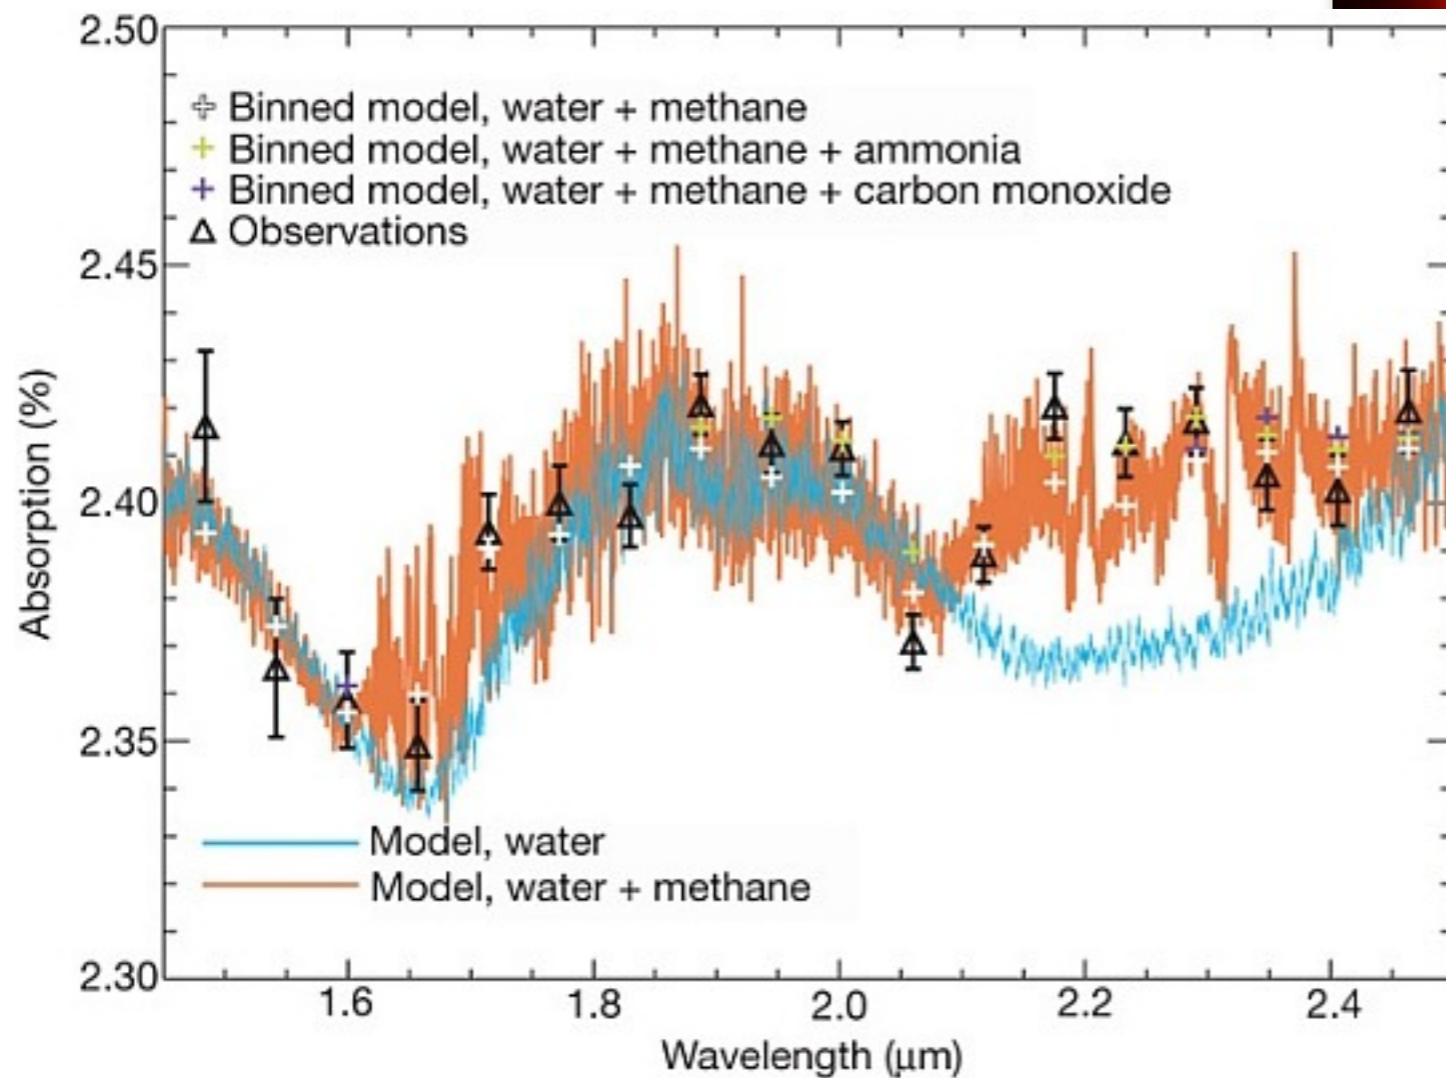 2.50
Binned model, water + methane
Binned model, water + methane + ammonia
Binned model, water + methane + carbon monoxide
Observations
2.45
2.40
2.35
2.30
Absorption (%)
Model, water
Model, water + methane
1.6 1.8 2.0 2.2 2.4
Wavelength (μm)